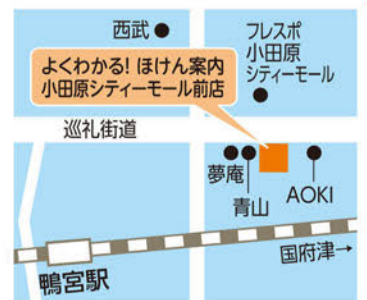 西武
フレスポ
小田原
シティーモール
よくわかる! ほけん案内
小田原シティーモール前店
巡礼街道
夢庵
青山
AOKI
国府津→
鴨宮駅